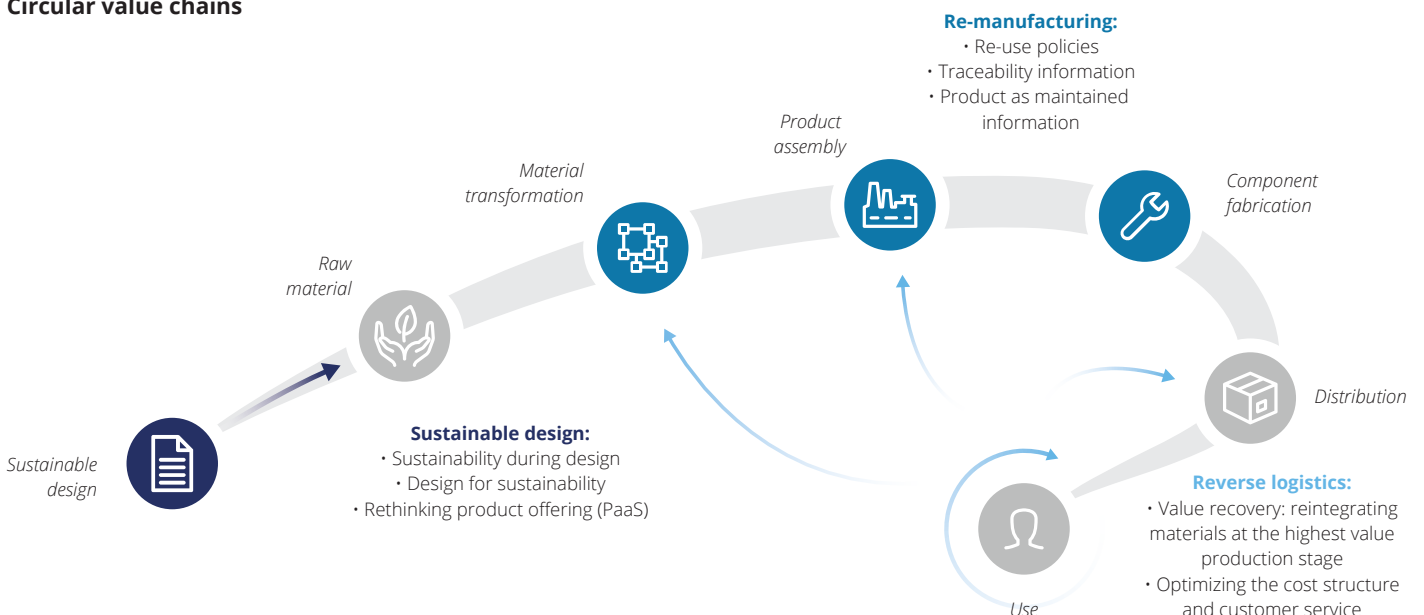 Circular value chains
Re-manufacturing:
• Re-use policies
• Traceability information
• Product as maintained
information
Product
assembly
Material
transformation
Component
fabrication
Raw
material
Distribution
Sustainable design:
• Sustainability during design
• Design for sustainability
• Rethinking product offering (PaaS)
Sustainable
design
Reverse logistics:
• Value recovery: reintegrating
materials at the highest value
production stage
• Optimizing the cost structure
and customer service
Use